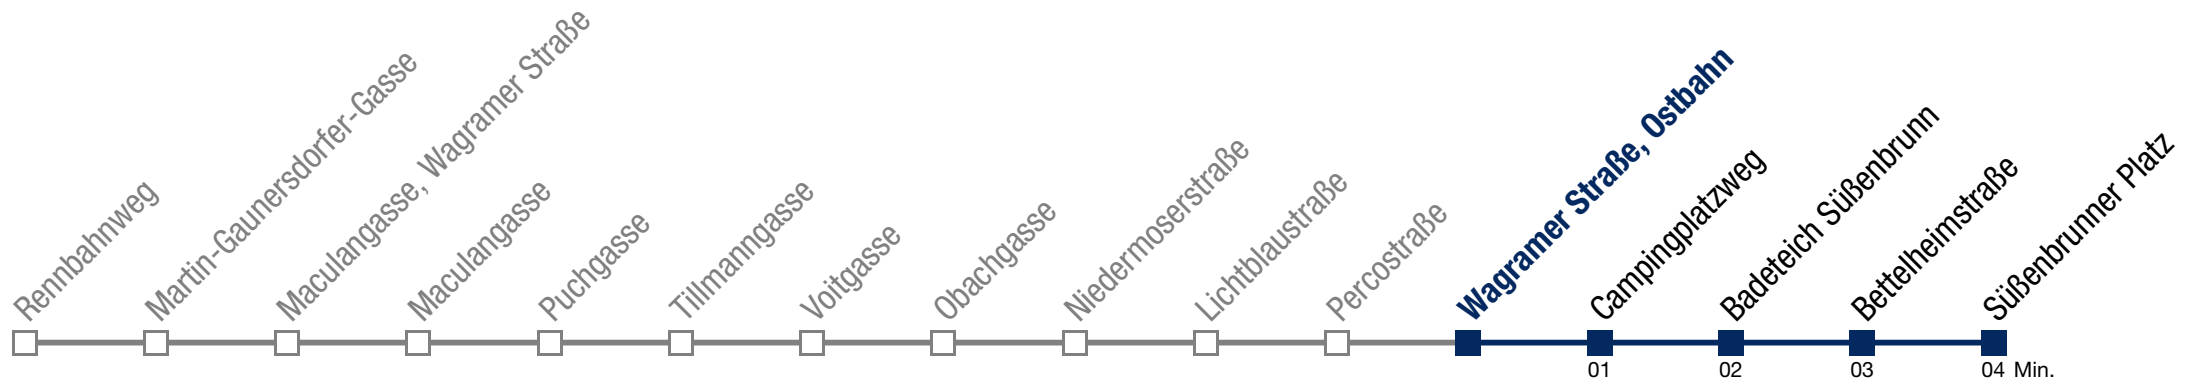 Rennbahnweg
Martin-Gaunersdorfer-Gasse
Maculangasse, Wagramer Straße
Maculangasse
Puchgasse
Tillmanngasse
Voitgasse
Obachgasse
Niedermoserstraße
Lichtblaustraße
Percostraße
Wagramer Straße, Ostbahn
Campingplatzweg
Badeteich Süßenbrunn
Bettelheimstraße
Süßenbrunner Platz
01 02 03 04 Min.